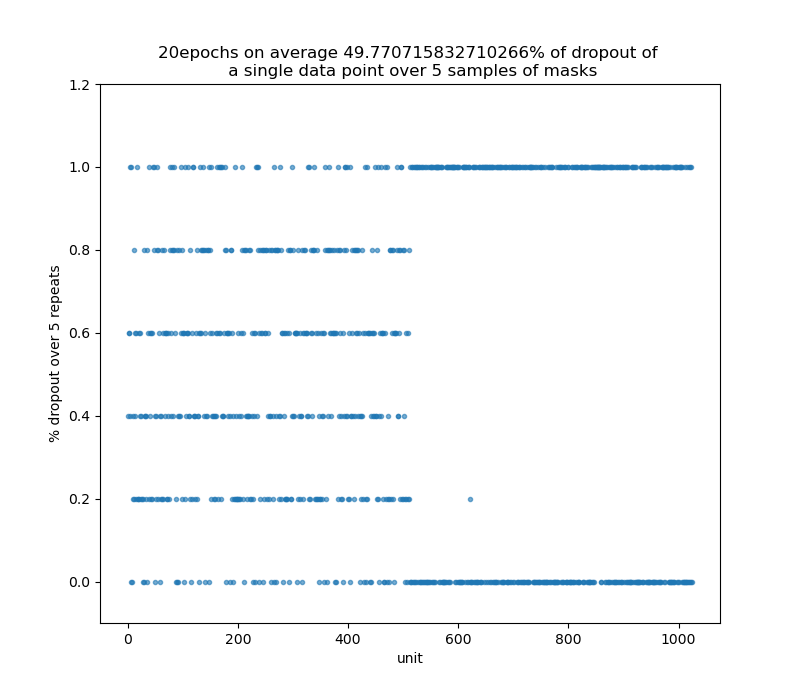 20epochs on average 49.770715832710266% of dropout of
a single data point over 5 samples of masks
1.2
1.0
0.8
0.6
0.4
0.2
0.0
% dropout over 5 repeats
0 200 400 600 800 1000
unit